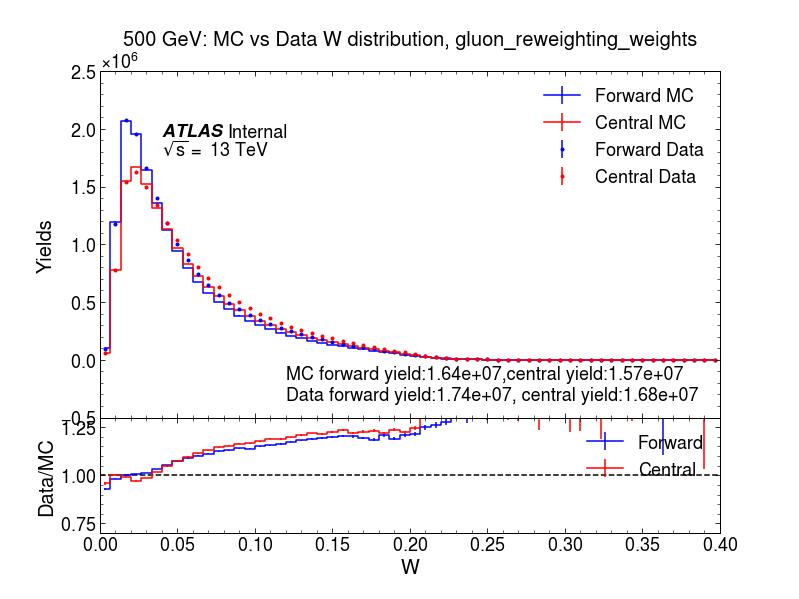 500 GeV: MC vs Data W distribution, gluon_reweighting_weights
×10⁶
2.5
2.0
1.5
1.0
0.5
0.0
0.5
Yields
ATLAS Internal
√s = 13 TeV
Forward MC
Central MC
Forward Data
Central Data
MC forward yield:1.64e+07,central yield:1.57e+07
Data forward yield:1.74e+07, central yield:1.68e+07
1.25
1.00
0.75
Data/MC
Forward
Central
0.00 0.05 0.10 0.15 0.20 0.25 0.30 0.35 0.40
W